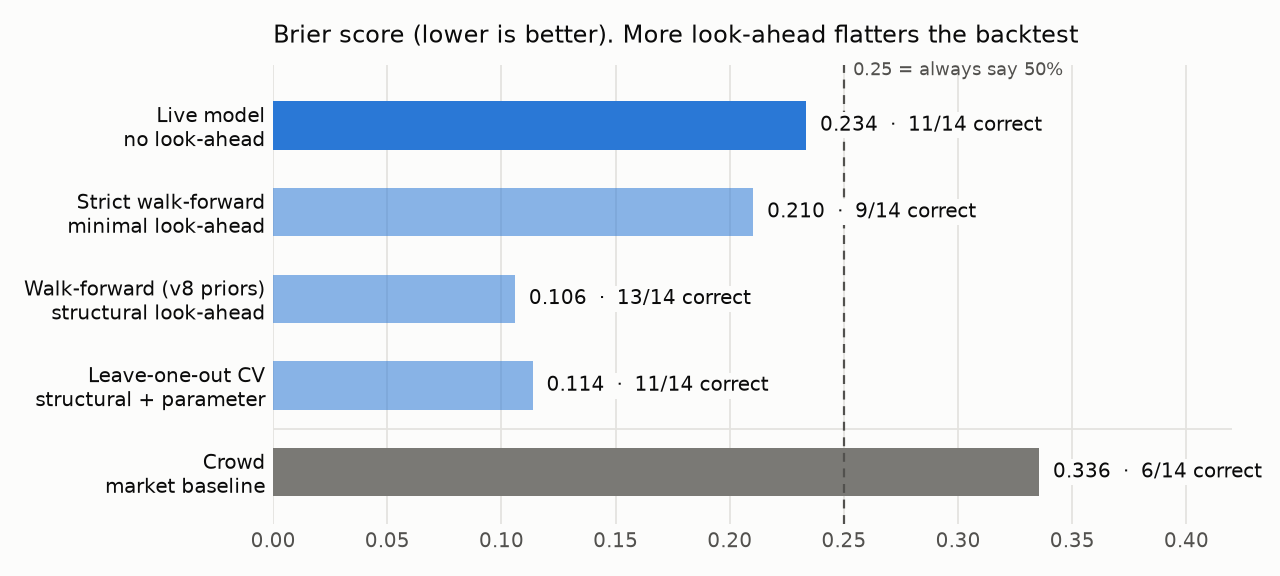 Brier score (lower is better). More look-ahead flatters the backtest
0.25 = always say 50%
Live model
no look-ahead
0.234 · 11/14 correct
Strict walk-forward
minimal look-ahead
0.210 · 9/14 correct
Walk-forward (v8 priors)
structural look-ahead
0.106 · 13/14 correct
Leave-one-out CV
structural + parameter
0.114 · 11/14 correct
Crowd
market baseline
0.336 · 6/14 correct
0.00 0.05 0.10 0.15 0.20 0.25 0.30 0.35 0.40